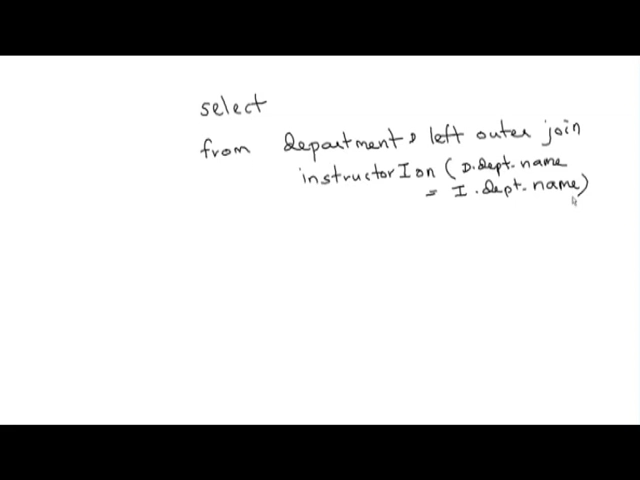 select
from department D left outer join
instructor I on ( D.dept-name
= I.dept-name)